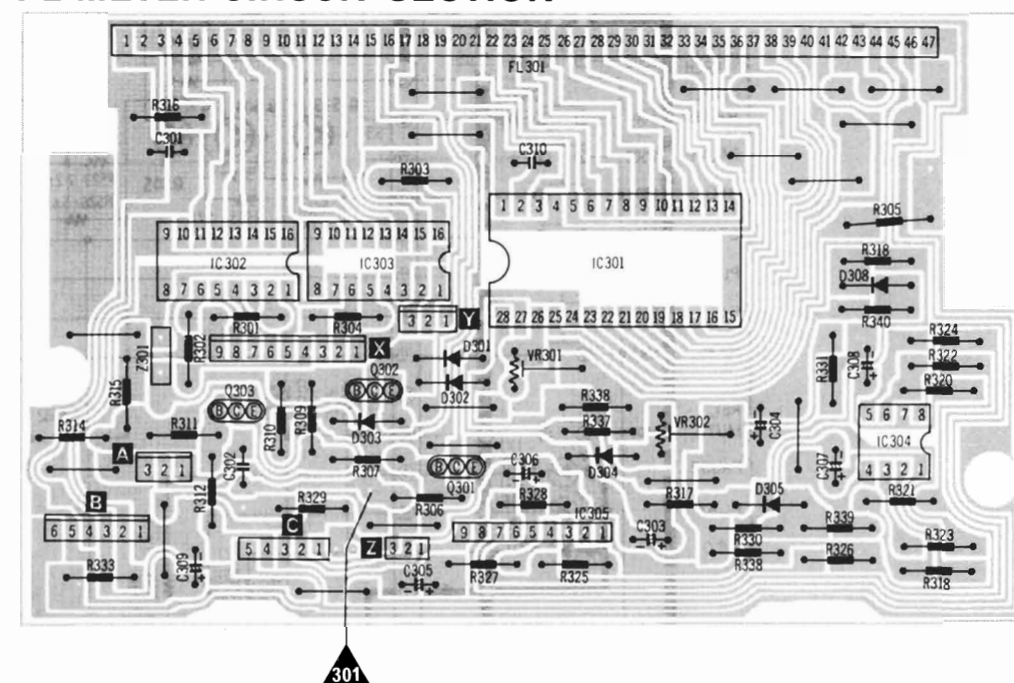 1 2 3 4 5 6 7 8 9 10 11 12 13 14 15 16 17 18 19 20 21 22 23 24 25 26 27 28 29 30 31 32 33 34 35 36 37 38 39 40 41 42 43 44 45 46 47
FL301
R316
C301
C310
R303
1 2 3 4 5 6 7 8 9 10 11 12 13 14
R305
9 10 11 12 13 14 15 16
9 10 11 12 13 14 15 16
IC302
IC303
IC301
R318
D308
8 7 6 5 4 3 2 1
8 7 6 5 4 3 2 1
R340
R301
R304
3 2 1 Y
28 27 26 25 24 23 22 21 20 19 18 17 16 15
R324
Z301
R302
9 8 7 6 5 4 3 2 1 X
D301
VR301
R331
C308
R322
R315
Q302
B C E
D302
R320
Q303
B C E
R310
R309
D303
R338
R337
VR302
C304
5 6 7 8
IC304
4 3 2 1
R314
R311
A
3 2 1
C302
R307
B C E
Q301
C306
D304
C307
R312
B
6 5 4 3 2 1
R329
R306
R328
R317
D305
R321
C
5 4 3 2 1
Z 3 2 1
IC305
9 8 7 6 5 4 3 2 1
C303
R330
R339
R323
R338
R326
R333
C309
C305
R327
R325
R318
301